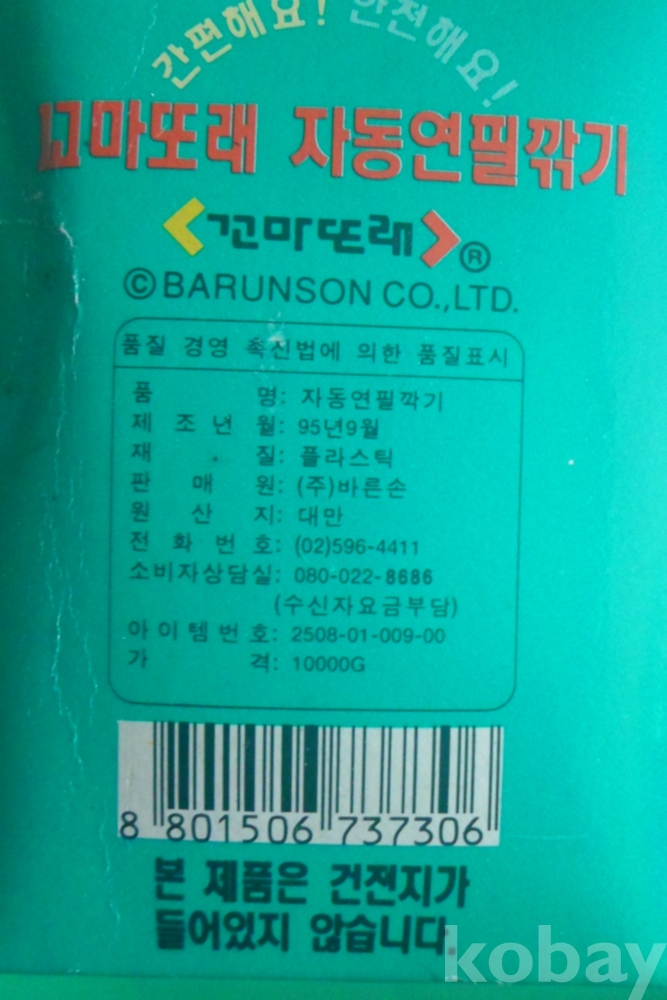 간편해요! 안전해요!
꼬마또래 자동연필깎기
<꼬마또래>®
©BARUNSON CO.,LTD.
품질 경영 촉진법에 의한 품질표시
품 명: 자동연필깍기
제 조 년 월: 95년9월
재 질: 플라스틱
판 매 원: (주)바른손
원 산 지: 대만
전 화 번 호: (02)596-4411
소비자상담실: 080-022-8686
(수신자요금부담)
아이템번호: 2508-01-009-00
가 격: 10000G
8 801506 737306
본 제품은 건젼지가
들어있지 않습니다.
kobay